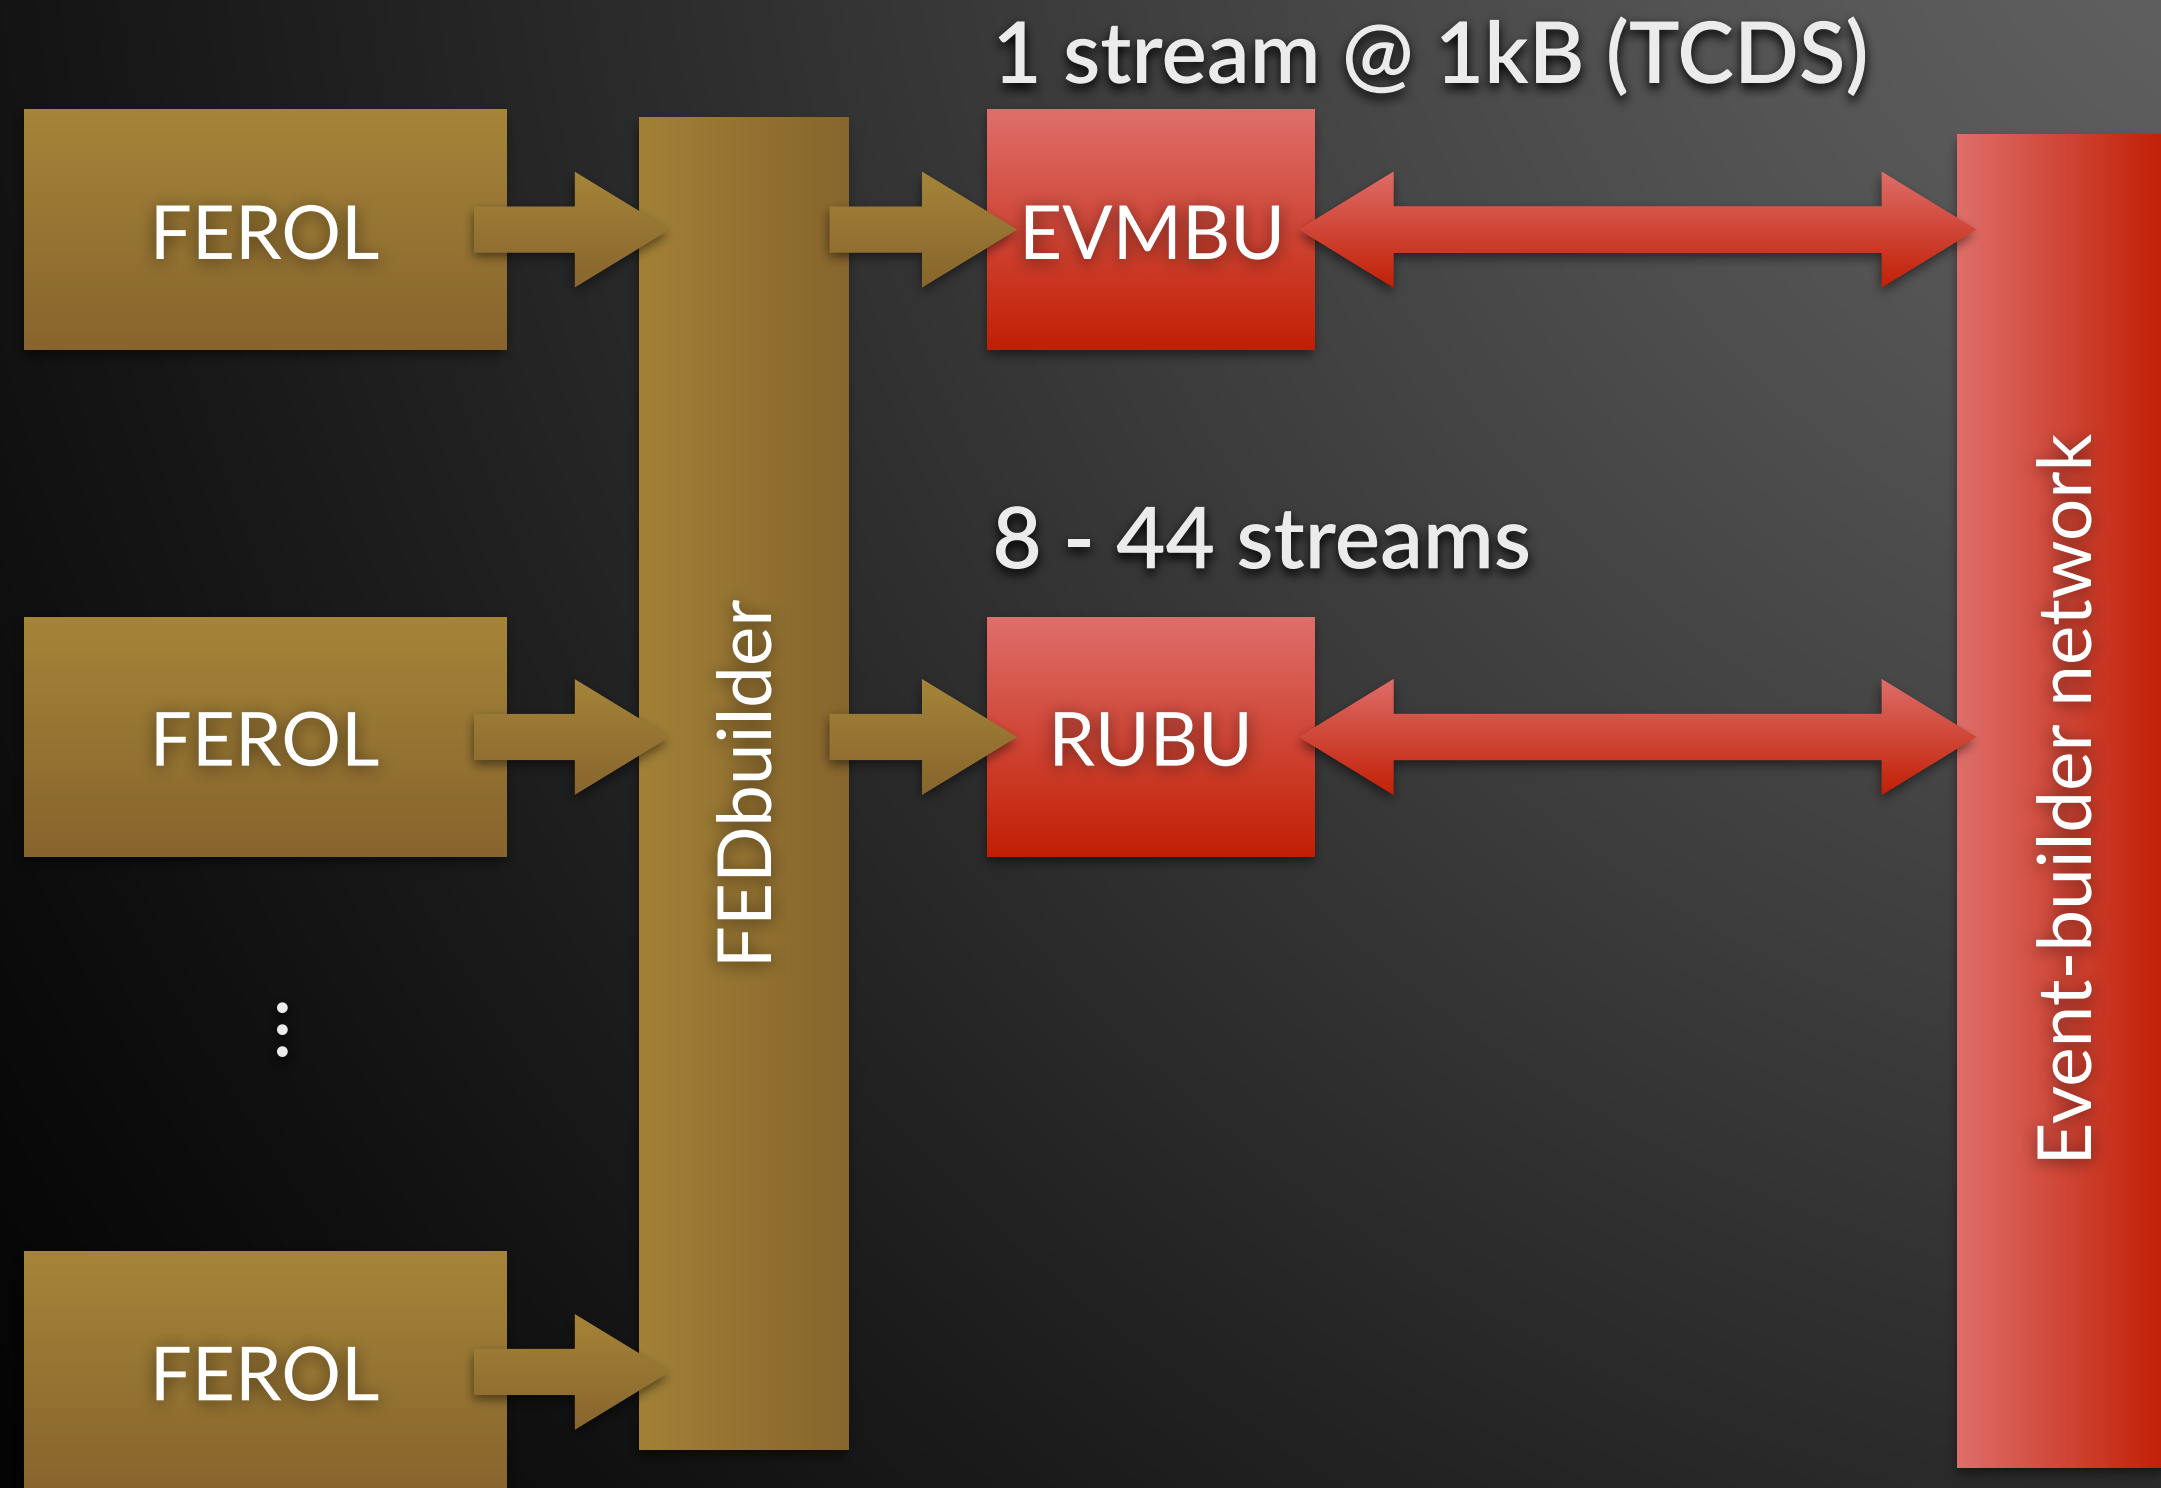 1 stream @ 1kB (TCDS)
FEROL
EVMBU
8 - 44 streams
FEROL
FEDbuilder
RUBU
Event-builder network
...
FEROL